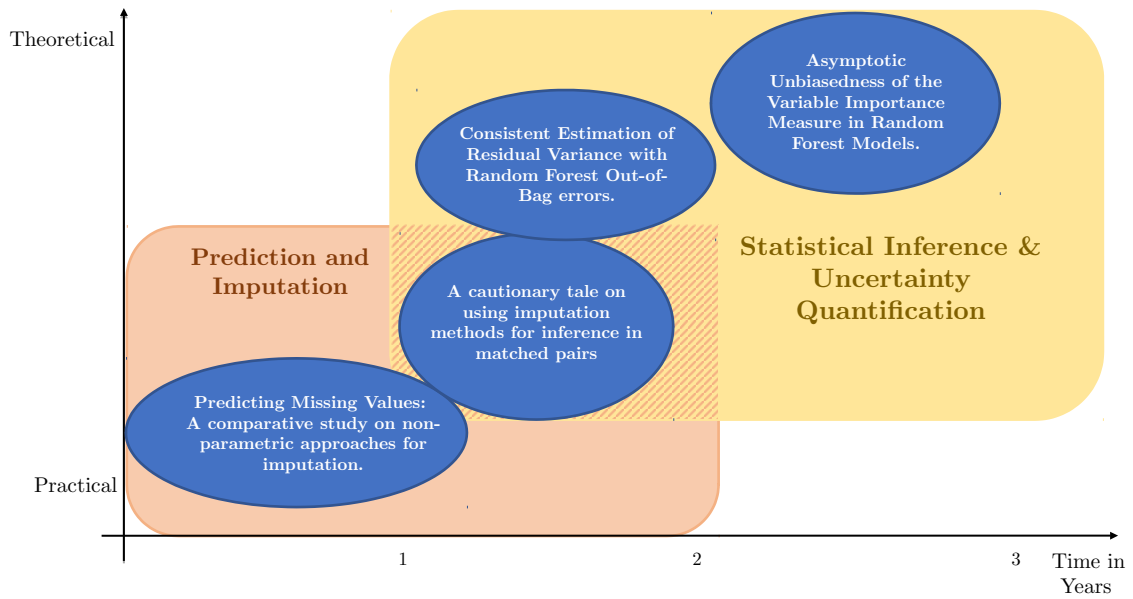 Theoretical
Asymptotic
Unbiasedness of the
Variable Importance
Measure in Random
Forest Models.
Consistent Estimation of
Residual Variance with
Random Forest Out-of-
Bag errors.
Prediction and
Imputation
Statistical Inference &
Uncertainty
Quantification
A cautionary tale on
using imputation
methods for inference in
matched pairs
Predicting Missing Values:
A comparative study on non-
parametric approaches for
imputation.
Practical
1
2
3
Time in
Years